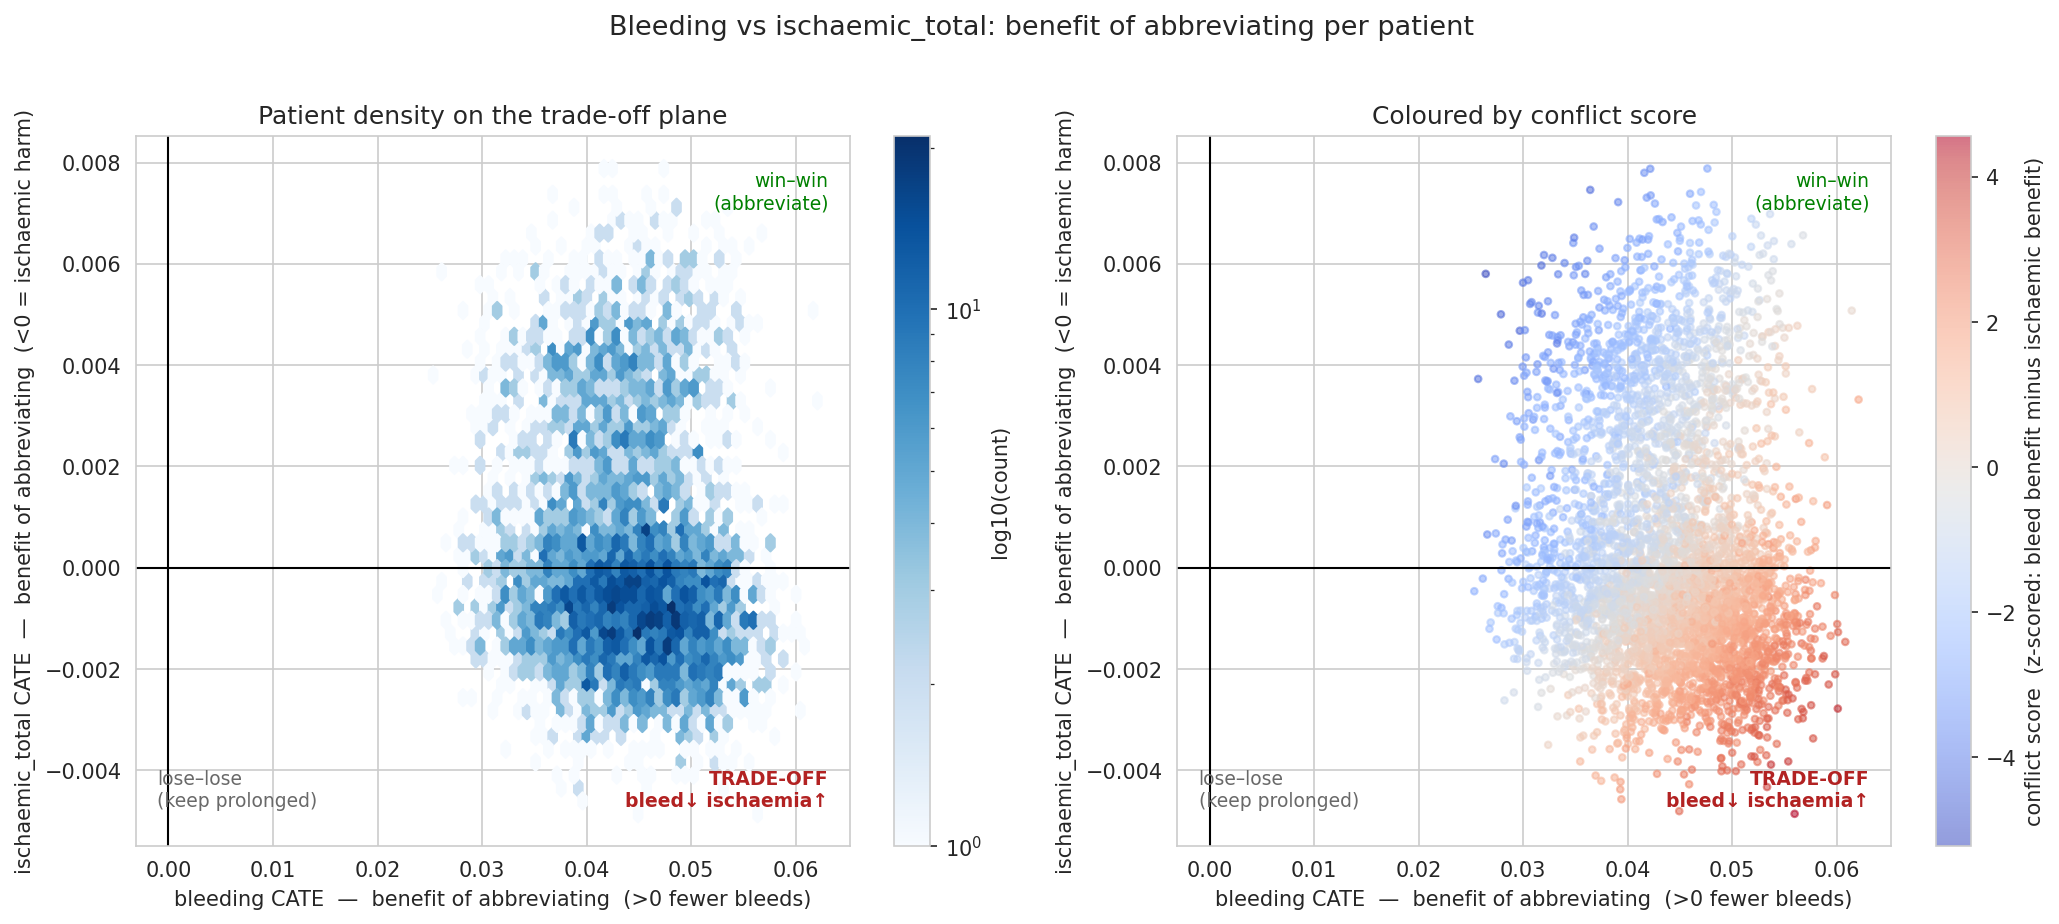 Bleeding vs ischaemic_total: benefit of abbreviating per patient
Patient density on the trade-off plane
ischaemic_total CATE — benefit of abbreviating (<0 = ischaemic harm)
0.008
0.006
0.004
0.002
0.000
−0.002
−0.004
win–win
(abbreviate)
lose–lose
(keep prolonged)
TRADE-OFF
bleed↓ ischaemia↑
0.00 0.01 0.02 0.03 0.04 0.05 0.06
bleeding CATE — benefit of abbreviating (>0 fewer bleeds)
10¹
10⁰
log10(count)
Coloured by conflict score
ischaemic_total CATE — benefit of abbreviating (<0 = ischaemic harm)
0.008
0.006
0.004
0.002
0.000
−0.002
−0.004
win–win
(abbreviate)
lose–lose
(keep prolonged)
TRADE-OFF
bleed↓ ischaemia↑
0.00 0.01 0.02 0.03 0.04 0.05 0.06
bleeding CATE — benefit of abbreviating (>0 fewer bleeds)
4
2
0
−2
−4
conflict score (z-scored: bleed benefit minus ischaemic benefit)